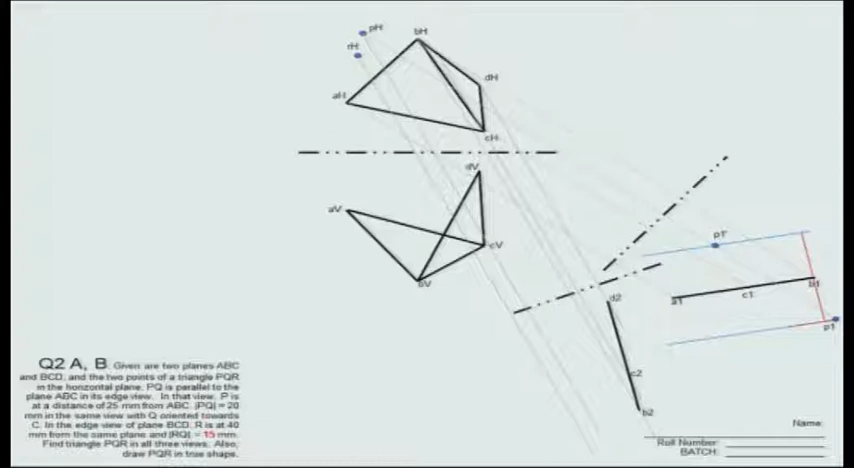 pH
bH
rH
dH
aH
cH
dV
aV
cV
bV
p1'
b1
a1
c1
d2
p1
c2
b2
Q2 A, B. Given are two planes ABC
and BCD, and the two points of a triangle PQR
in the horizontal plane. PQ is parallel to the
plane ABC in its edge view. In that view, P is
at a distance of 25 mm from ABC. |PQ| = 20
mm in the same view with Q oriented towards
C. In the edge view of plane BCD, R is at 40
mm from the same plane and |RQ| = 15 mm.
Find triangle PQR in all three views. Also,
draw PQR in true shape.
Name:
Roll Number:
BATCH: